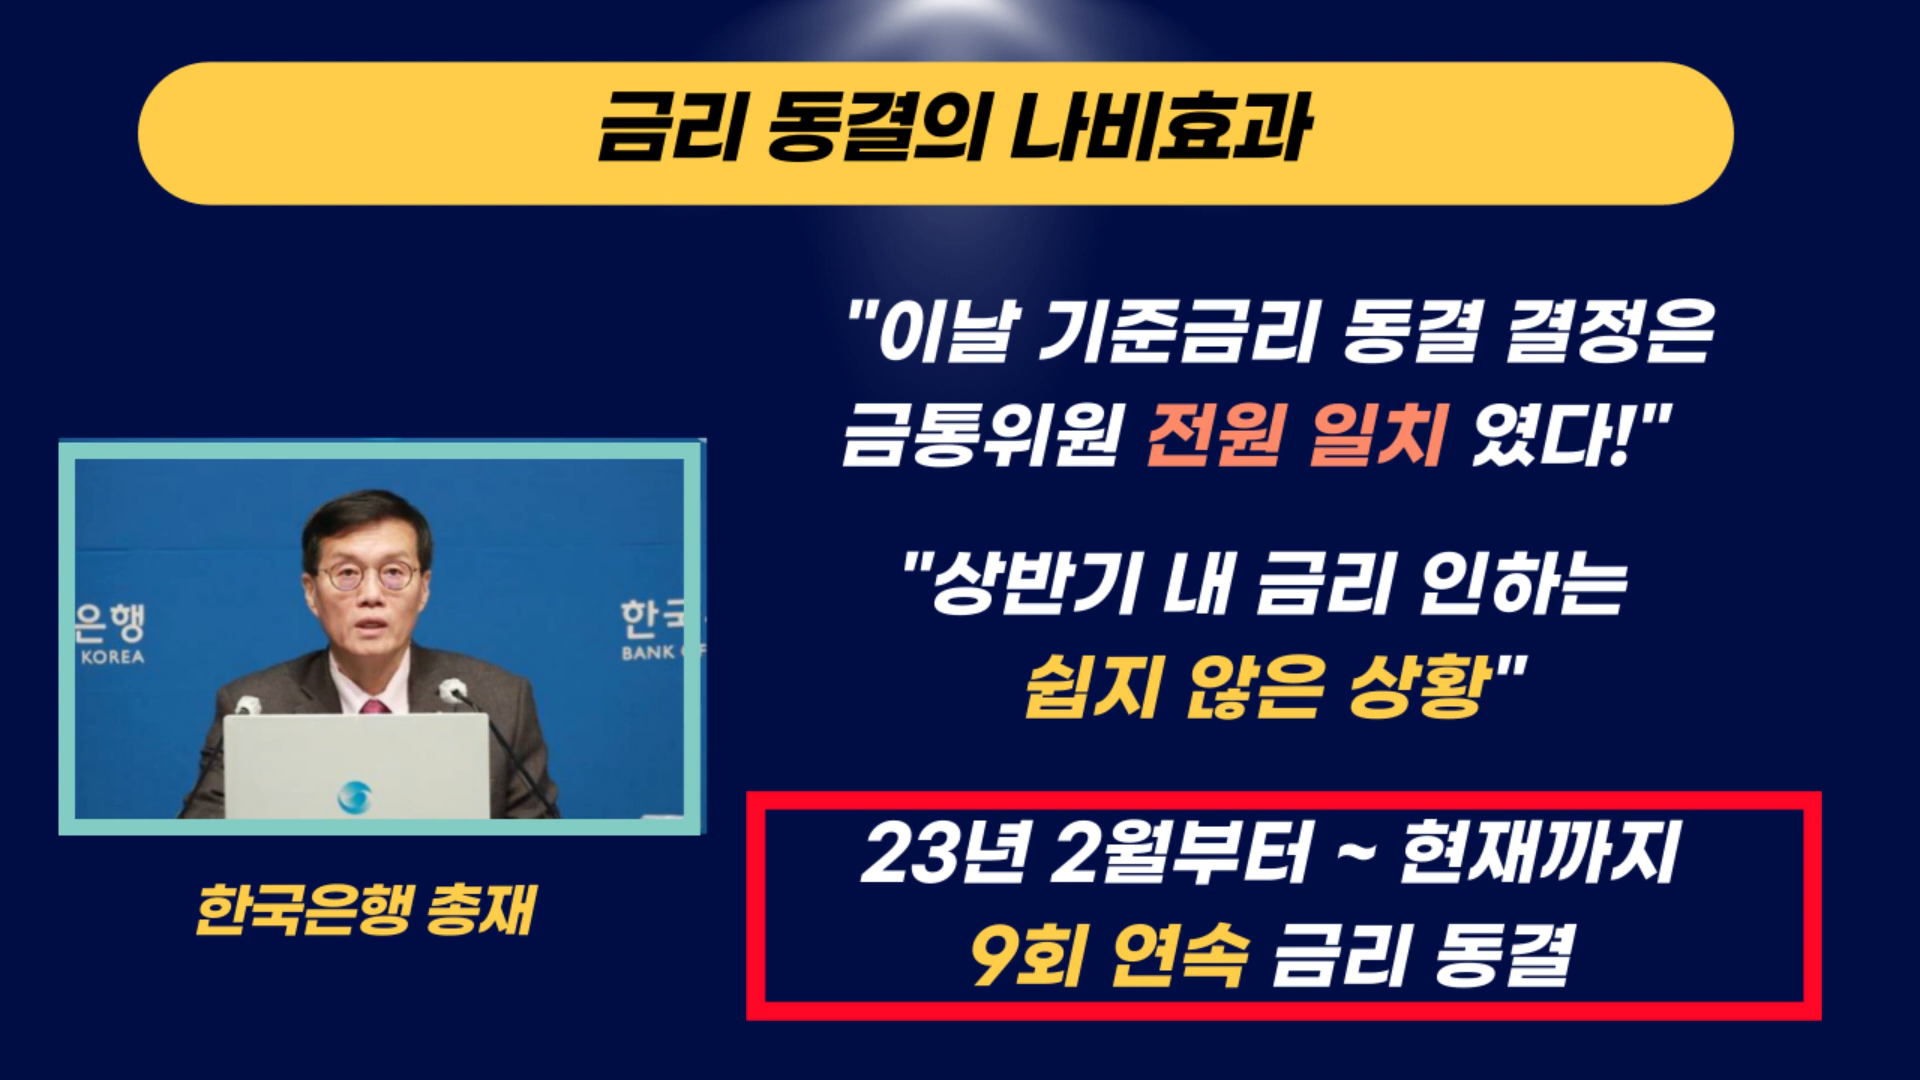 금리 동결의 나비효과
"이날 기준금리 동결 결정은
금통위원 전원 일치 였다!"
"상반기 내 금리 인하는
쉽지 않은 상황"
은행
KOREA
한국
BANK OF
한국은행 총재
23년 2월부터 ~ 현재까지
9회 연속 금리 동결